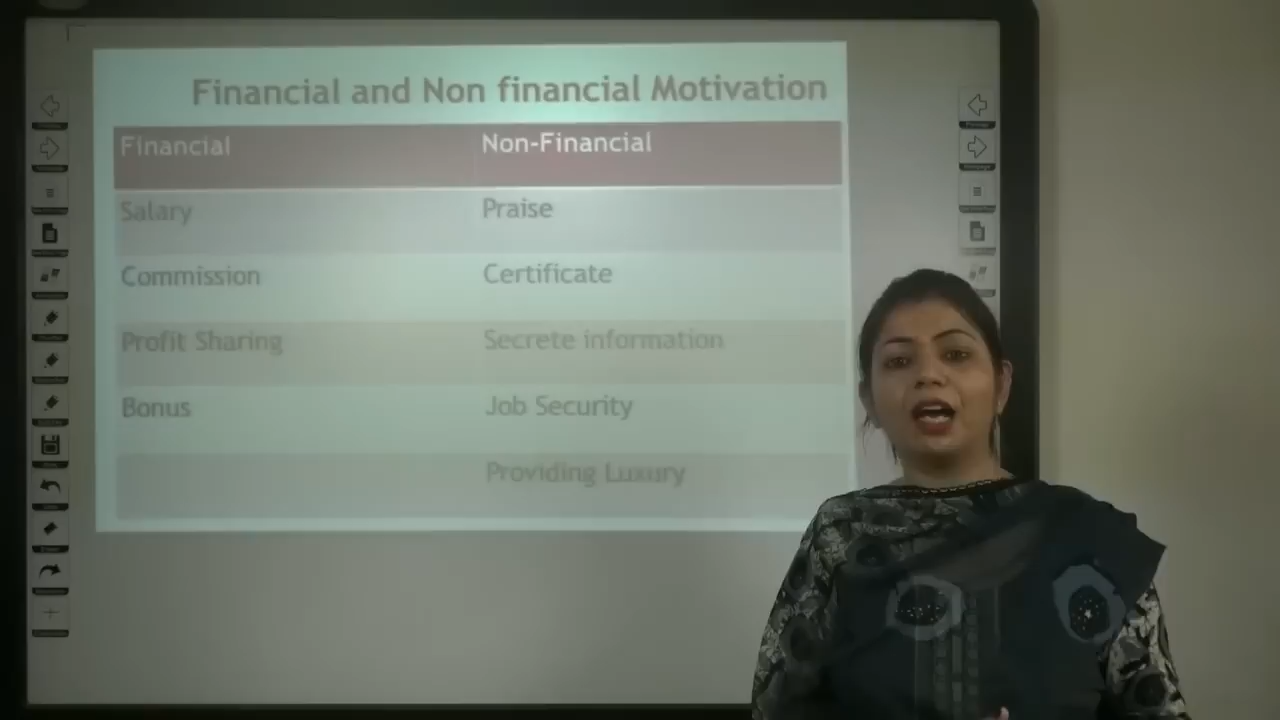 Financial and Non financial Motivation
Financial Non-Financial
Salary Praise
Commission Certificate
Profit Sharing Secrete information
Bonus Job Security
Providing Luxury